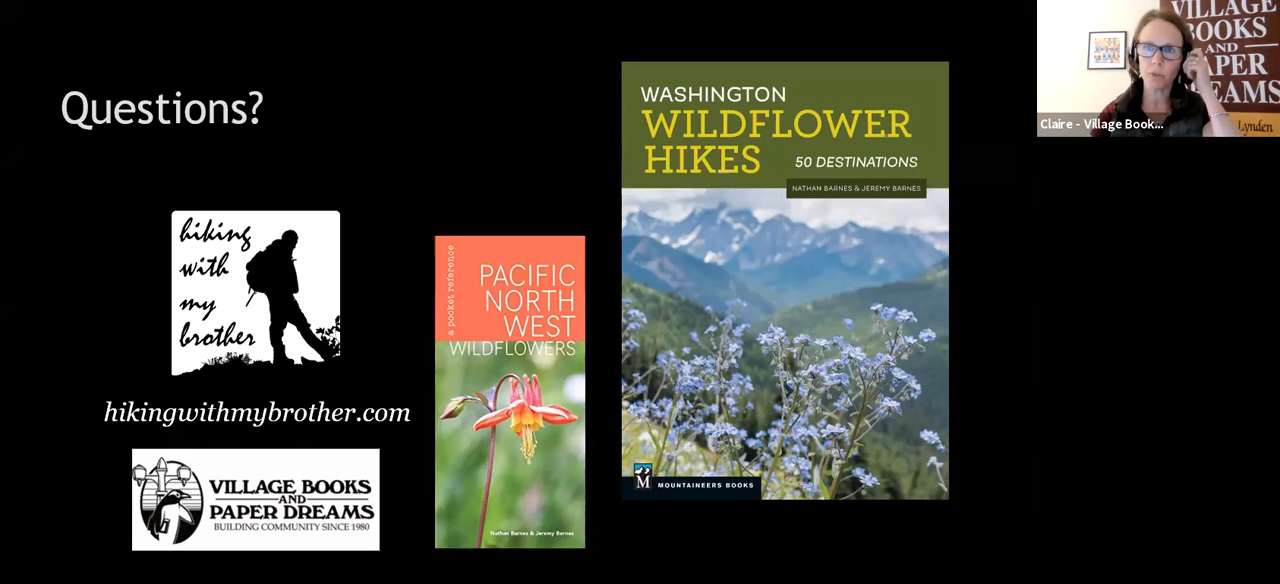 Questions?
hiking
with
my
brother
hikingwithmybrother.com
VILLAGE BOOKS
AND
PAPER DREAMS
BUILDING COMMUNITY SINCE 1980
a pocket reference
PACIFIC
NORTH
WEST
WILDFLOWERS
Nathan Barnes & Jeremy Barnes
WASHINGTON
WILDFLOWER
HIKES
50 DESTINATIONS
NATHAN BARNES & JEREMY BARNES
M
MOUNTAINEERS BOOKS
VILLAGE
BOOKS
AND
PAPER
DREAMS
Lynden
Claire - Village Book...